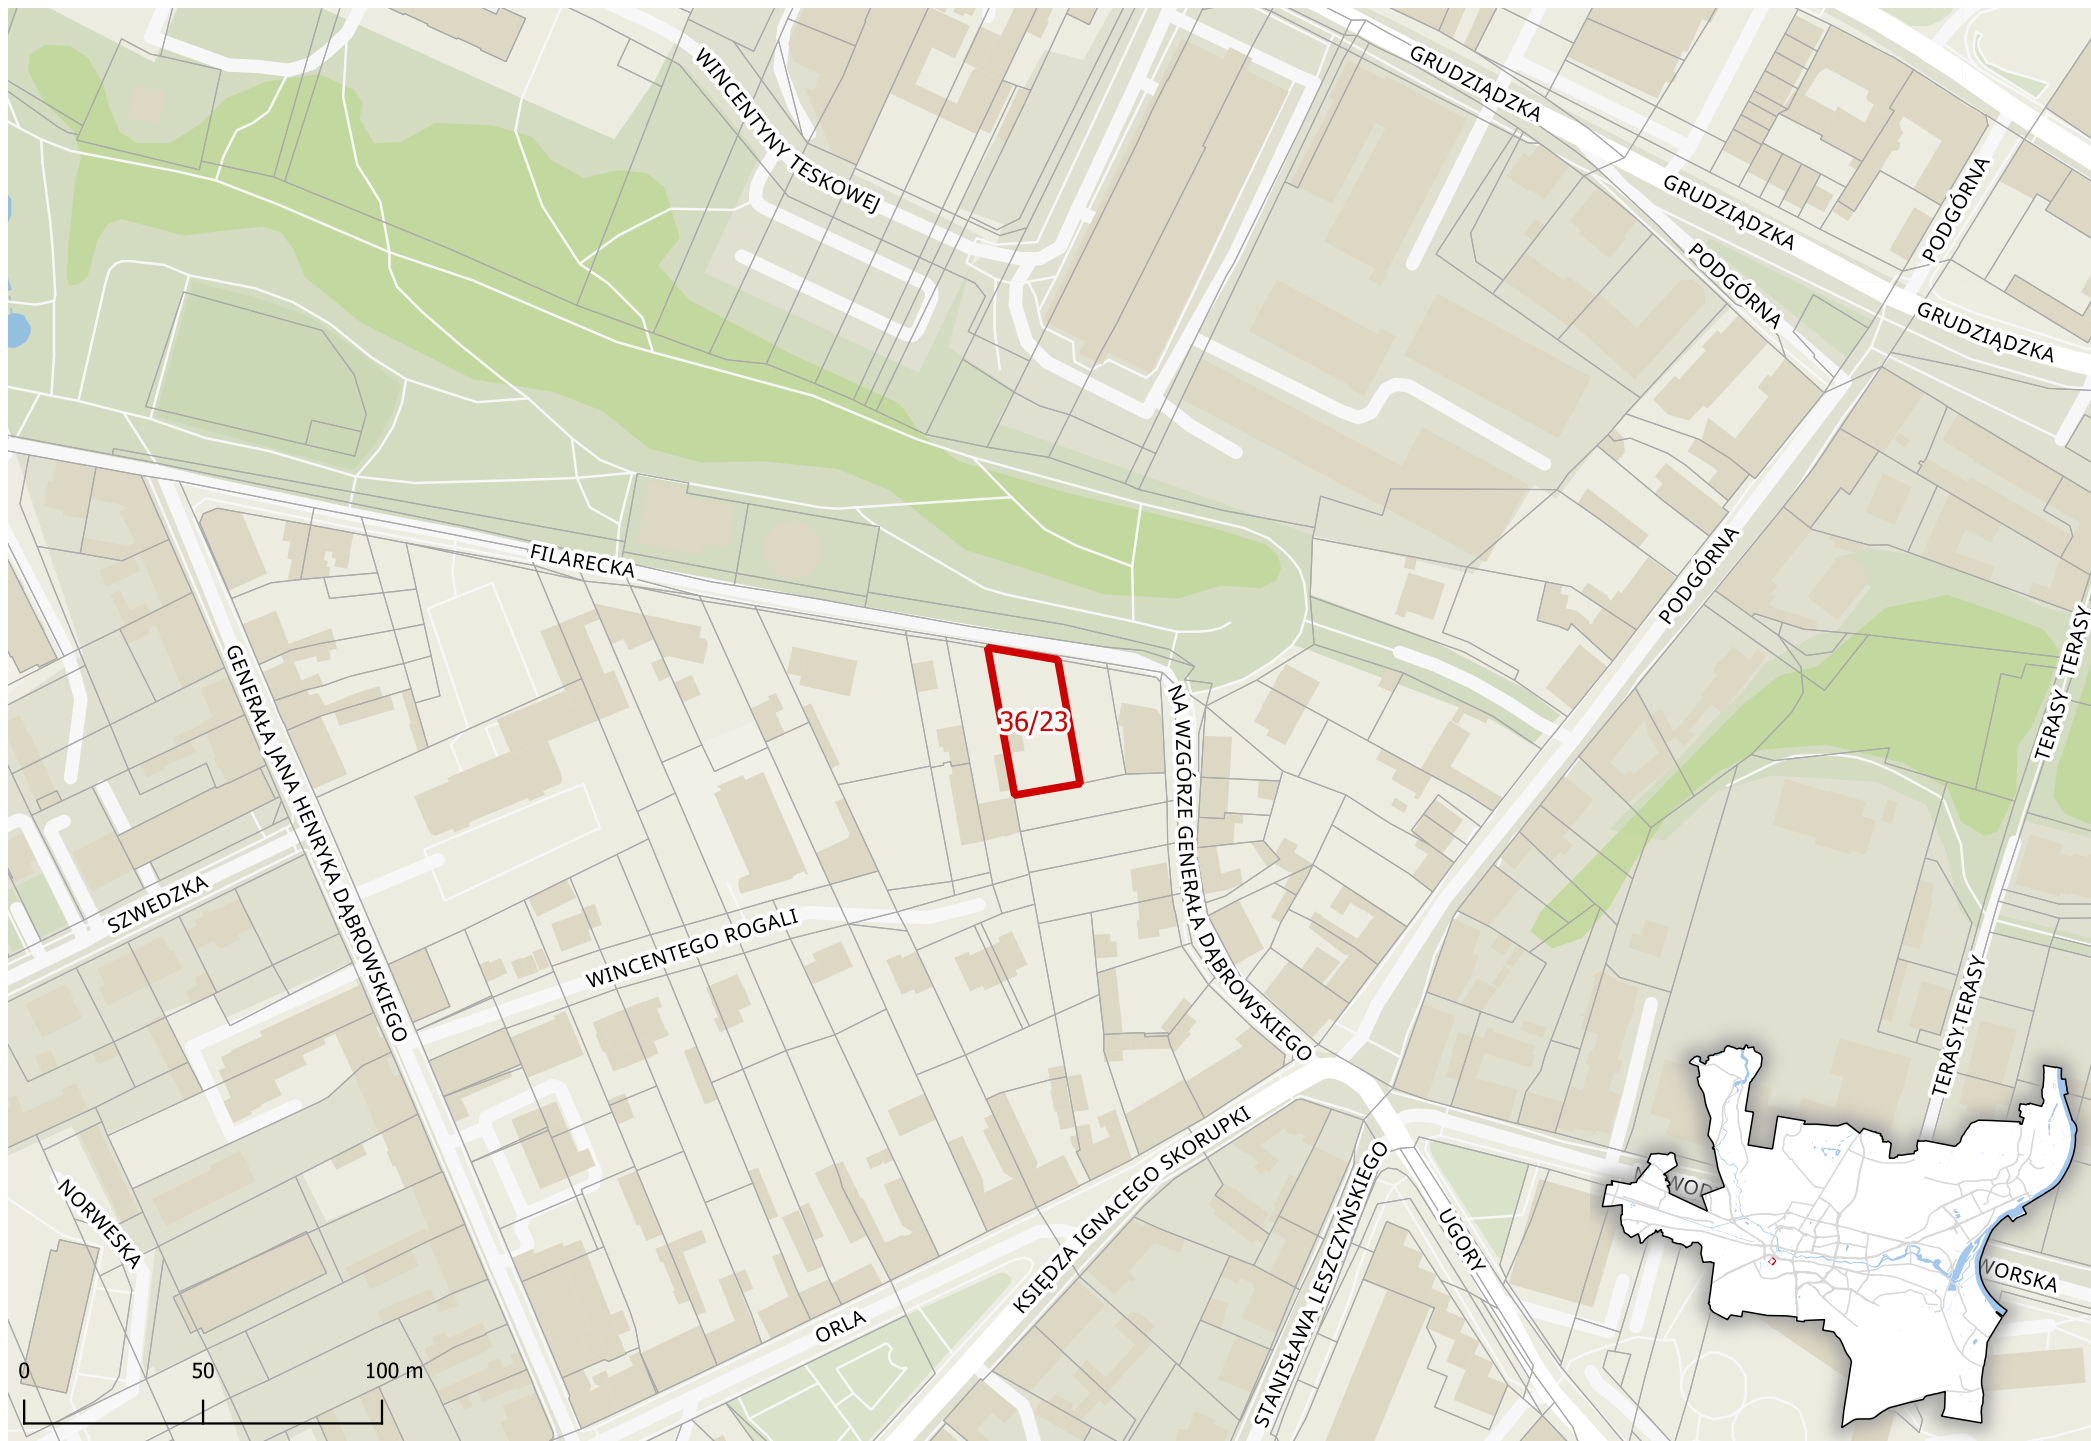 WINCENTYNY TESKOWEJ
GRUDZIĄDZKA
GRUDZIĄDZKA
GRUDZIĄDZKA
PODGÓRNA
PODGÓRNA
PODGÓRNA
FILARECKA
TERASY
TERASY
TERASY
TERASY
GENERAŁA JANA HENRYKA DĄBROWSKIEGO
36/23
NA WZGÓRZE GENERAŁA DĄBROWSKIEGO
SZWEDZKA
WINCENTEGO ROGALI
NORWESKA
ORLA
KSIĘDZA IGNACEGO SKORUPKI
STANISŁAWA LESZCZYŃSKIEGO
UGORY
WORSKA
0 50 100 m